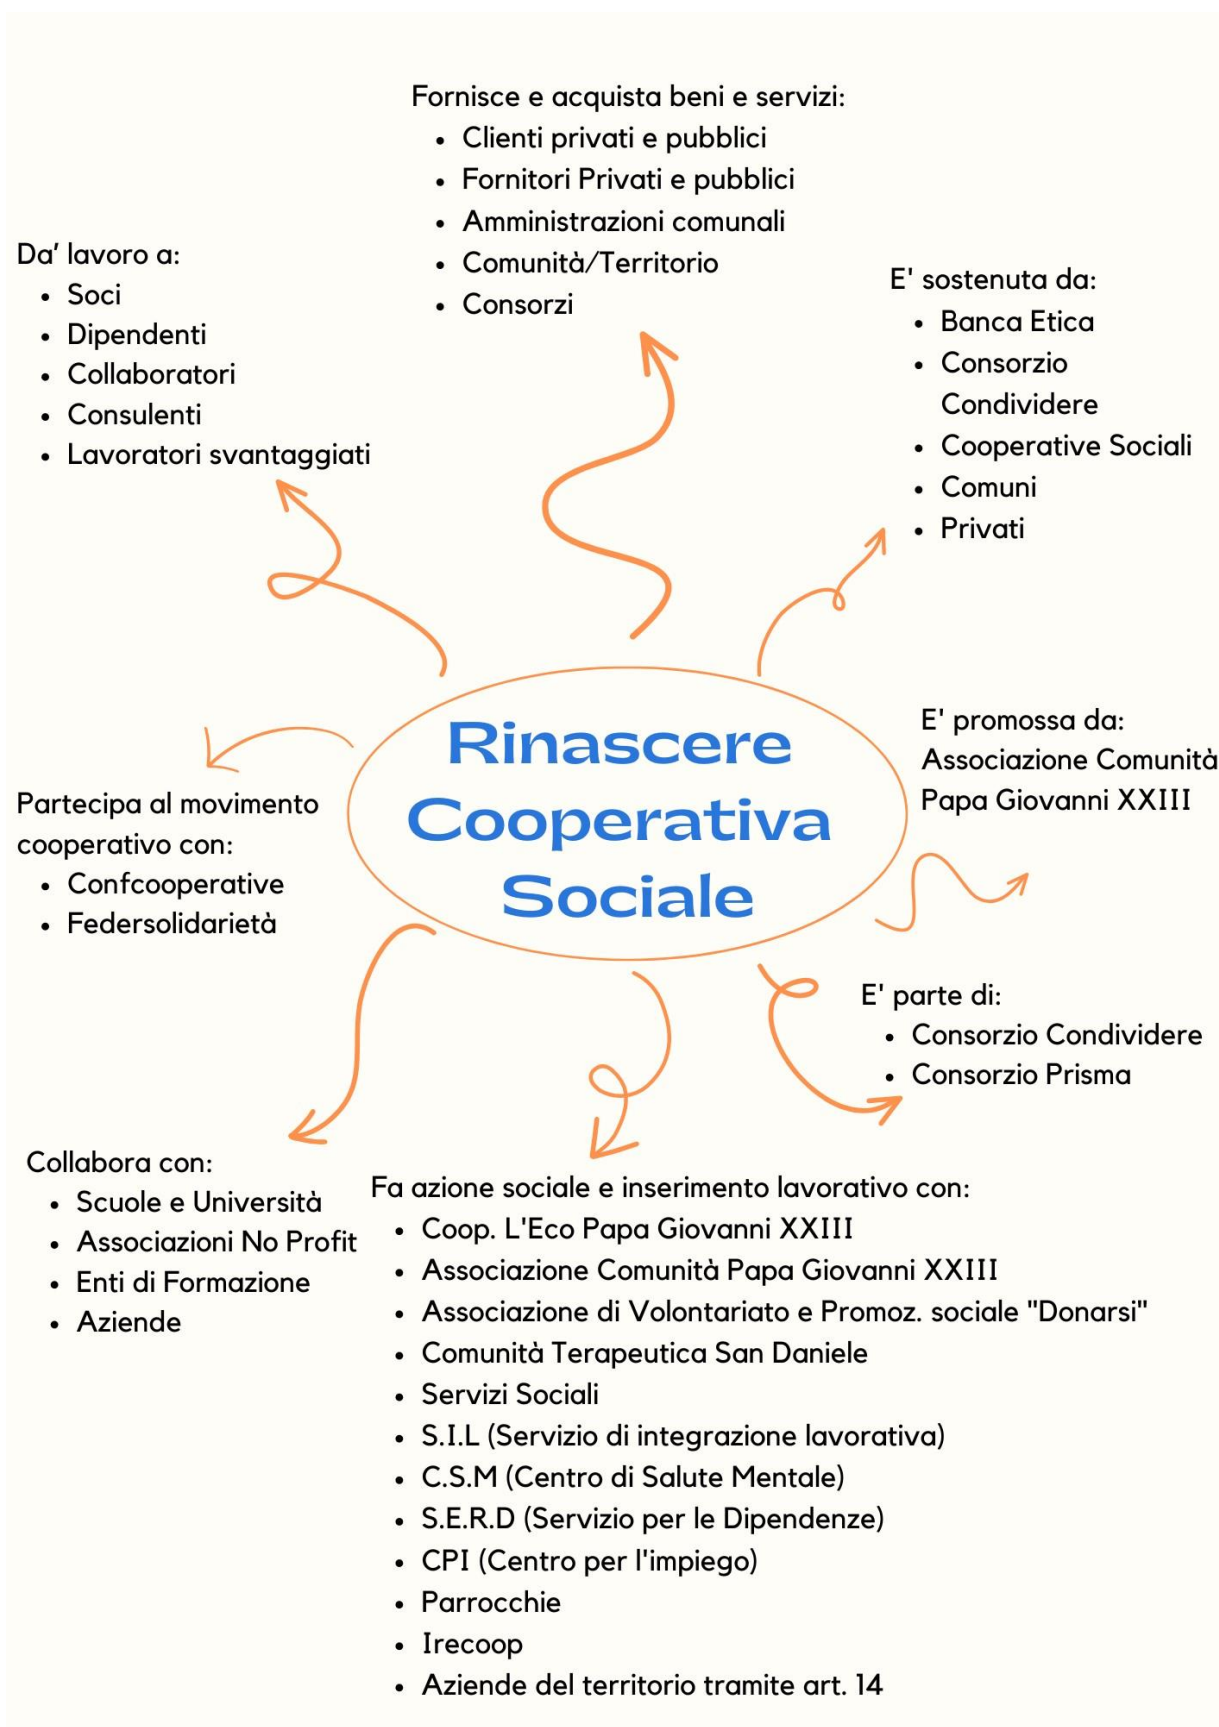 Fornisce e acquista beni e servizi:
• Clienti privati e pubblici
• Fornitori Privati e pubblici
• Amministrazioni comunali
• Comunità/Territorio
• Consorzi
Da' lavoro a:
• Soci
• Dipendenti
• Collaboratori
• Consulenti
• Lavoratori svantaggiati
E' sostenuta da:
• Banca Etica
• Consorzio
Condividere
• Cooperative Sociali
• Comuni
• Privati
Rinascere
Cooperativa
Sociale
E' promossa da:
Associazione Comunità
Papa Giovanni XXIII
Partecipa al movimento
cooperativo con:
• Confcooperative
• Federsolidarietà
E' parte di:
• Consorzio Condividere
• Consorzio Prisma
Collabora con:
• Scuole e Università
• Associazioni No Profit
• Enti di Formazione
• Aziende
Fa azione sociale e inserimento lavorativo con:
• Coop. L'Eco Papa Giovanni XXIII
• Associazione Comunità Papa Giovanni XXIII
• Associazione di Volontariato e Promoz. sociale "Donarsi"
• Comunità Terapeutica San Daniele
• Servizi Sociali
• S.I.L (Servizio di integrazione lavorativa)
• C.S.M (Centro di Salute Mentale)
• S.E.R.D (Servizio per le Dipendenze)
• CPI (Centro per l'impiego)
• Parrocchie
• Irecoop
• Aziende del territorio tramite art. 14